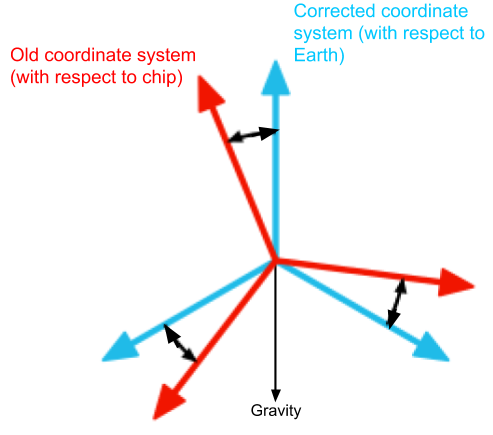 Corrected coordinate
system (with respect to
Earth)
Old coordinate system
(with respect to chip)
Gravity